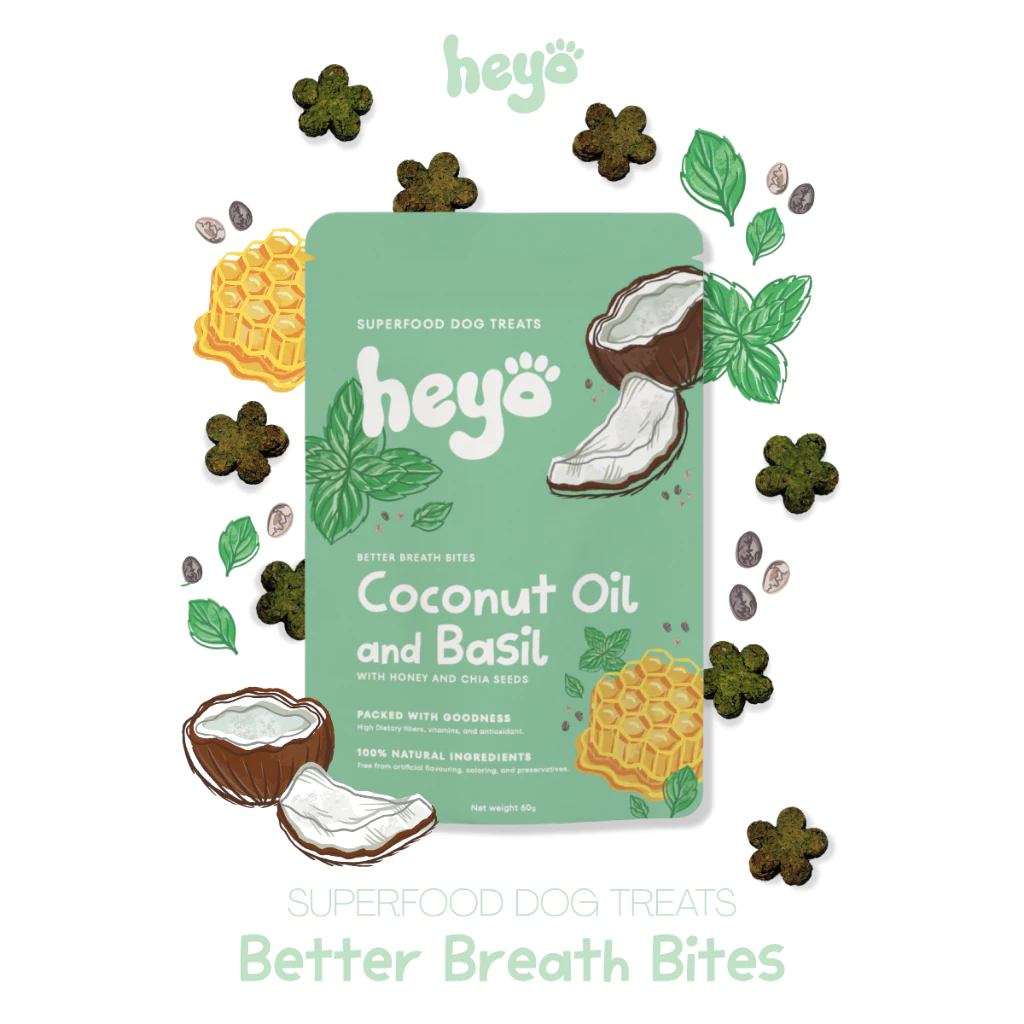 heyo
SUPERFOOD DOG TREATS
heyo
BETTER BREATH BITES
Coconut Oil
and Basil
WITH HONEY AND CHIA SEEDS
PACKED WITH GOODNESS
High Dietary fibers, vitamins, and antioxidant.
100% NATURAL INGREDIENTS
Free from artificial flavouring, coloring, and preservatives.
Net weight 60g
SUPERFOOD DOG TREATS
Better Breath Bites